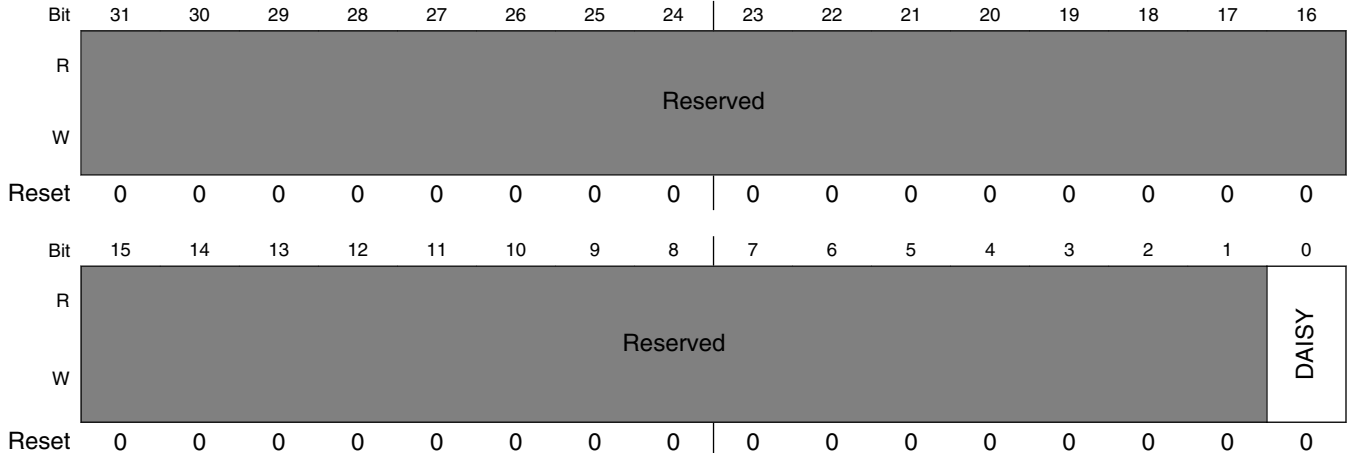 Bit 31 30 29 28 27 26 25 24 23 22 21 20 19 18 17 16
R
Reserved
W
Reset 0 0 0 0 0 0 0 0 0 0 0 0 0 0 0 0
Bit 15 14 13 12 11 10 9 8 7 6 5 4 3 2 1 0
R
Reserved
DAISY
W
Reset 0 0 0 0 0 0 0 0 0 0 0 0 0 0 0 0